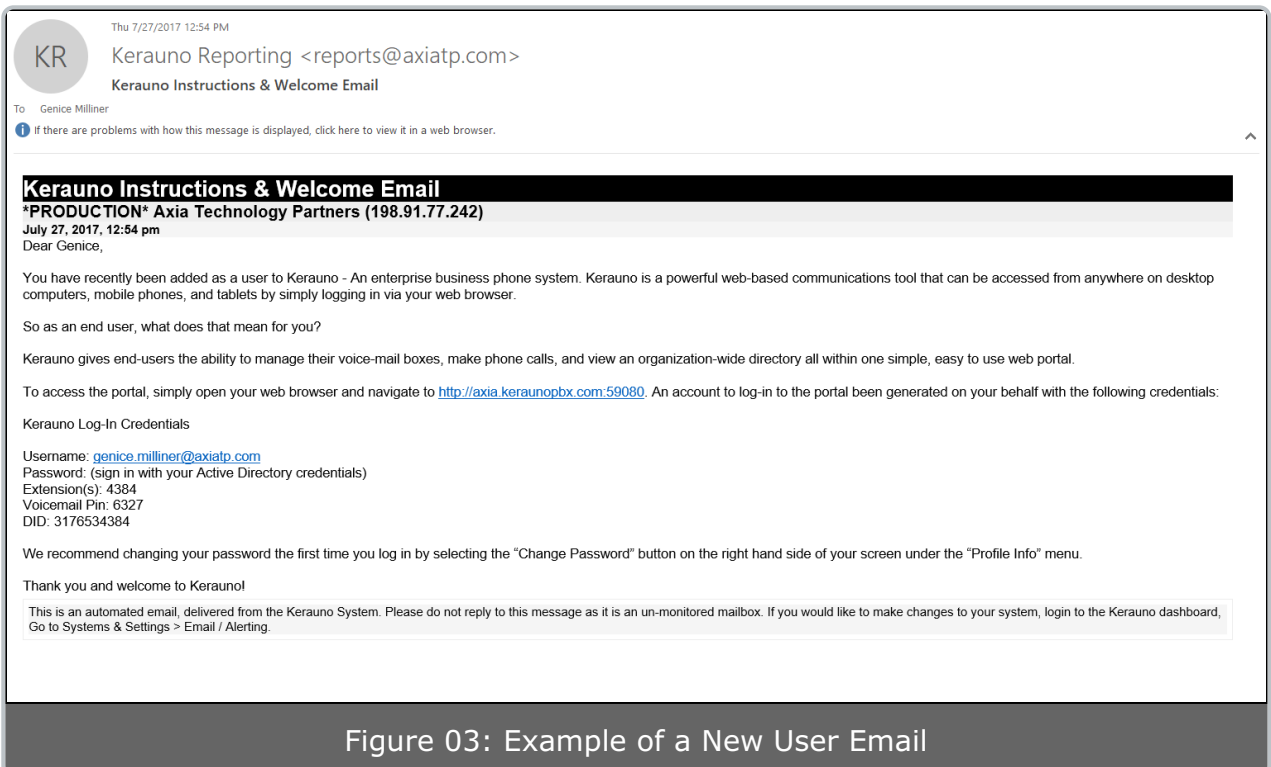 Thu 7/27/2017 12:54 PM
KR
Kerauno Reporting <reports@axiatp.com>
Kerauno Instructions & Welcome Email
To Genice Milliner
If there are problems with how this message is displayed, click here to view it in a web browser.
Kerauno Instructions & Welcome Email
*PRODUCTION* Axia Technology Partners (198.91.77.242)
July 27, 2017, 12:54 pm
Dear Genice,
You have recently been added as a user to Kerauno - An enterprise business phone system. Kerauno is a powerful web-based communications tool that can be accessed from anywhere on desktop
computers, mobile phones, and tablets by simply logging in via your web browser.
So as an end user, what does that mean for you?
Kerauno gives end-users the ability to manage their voice-mail boxes, make phone calls, and view an organization-wide directory all within one simple, easy to use web portal.
To access the portal, simply open your web browser and navigate to http://axia.keraunopbx.com:59080. An account to log-in to the portal been generated on your behalf with the following credentials:
Kerauno Log-In Credentials
Username: genice.milliner@axiatp.com
Password: (sign in with your Active Directory credentials)
Extension(s): 4384
Voicemail Pin: 6327
DID: 3176534384
We recommend changing your password the first time you log in by selecting the “Change Password” button on the right hand side of your screen under the “Profile Info” menu.
Thank you and welcome to Kerauno!
This is an automated email, delivered from the Kerauno System. Please do not reply to this message as it is an un-monitored mailbox. If you would like to make changes to your system, login to the Kerauno dashboard,
Go to Systems & Settings > Email / Alerting.
Figure 03: Example of a New User Email